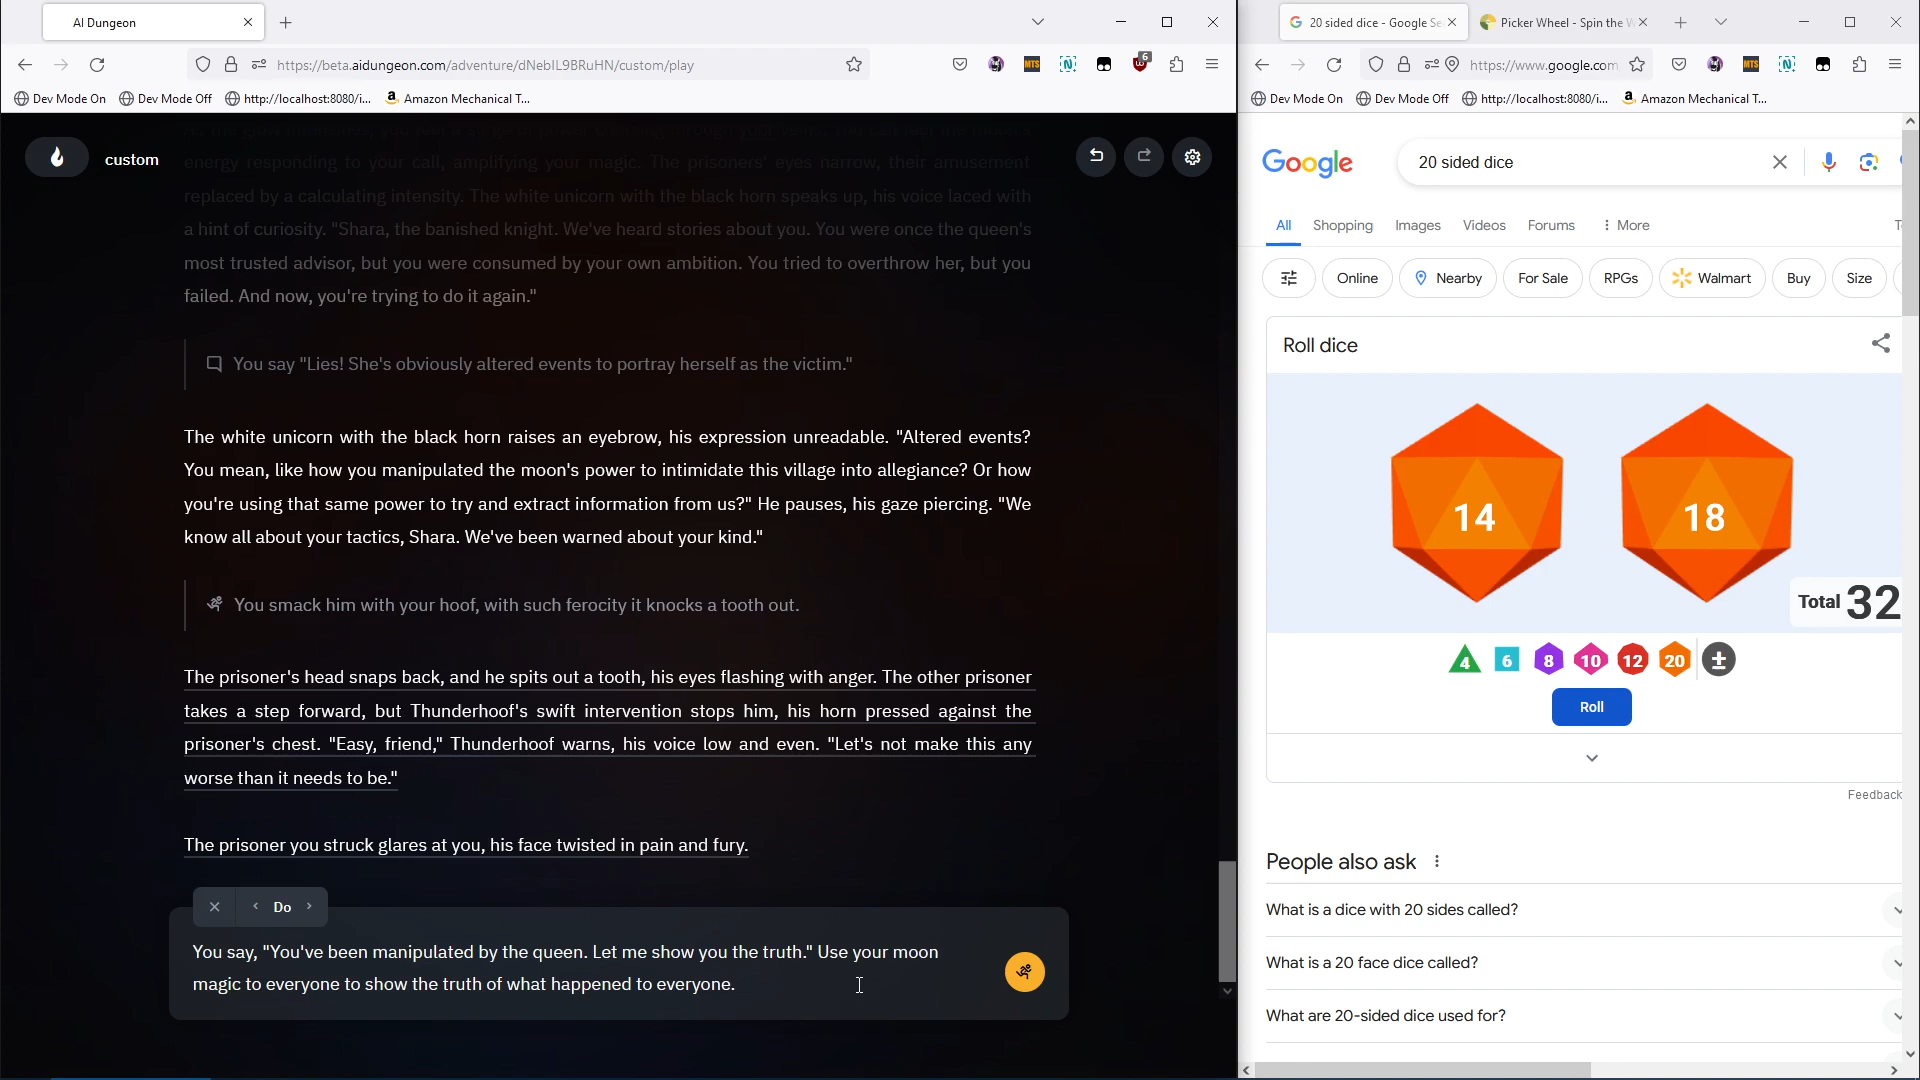 AI Dungeon
https://beta.aidungeon.com/adventure/dNebIL9BRuHN/custom/play
MTS
N
6
Dev Mode On
Dev Mode Off
http://localhost:8080/i...
a Amazon Mechanical T...
custom
energy responding to your call, amplifying your magic. The prisoners' eyes narrow, their amusement
replaced by a calculating intensity. The white unicorn with the black horn speaks up, his voice laced with
a hint of curiosity. "Shara, the banished knight. We've heard stories about you. You were once the queen's
most trusted advisor, but you were consumed by your own ambition. You tried to overthrow her, but you
failed. And now, you're trying to do it again."
You say "Lies! She's obviously altered events to portray herself as the victim."
The white unicorn with the black horn raises an eyebrow, his expression unreadable. "Altered events?
You mean, like how you manipulated the moon's power to intimidate this village into allegiance? Or how
you're using that same power to try and extract information from us?" He pauses, his gaze piercing. "We
know all about your tactics, Shara. We've been warned about your kind."
You smack him with your hoof, with such ferocity it knocks a tooth out.
The prisoner's head snaps back, and he spits out a tooth, his eyes flashing with anger. The other prisoner
takes a step forward, but Thunderhoof's swift intervention stops him, his horn pressed against the
prisoner's chest. "Easy, friend," Thunderhoof warns, his voice low and even. "Let's not make this any
worse than it needs to be."
The prisoner you struck glares at you, his face twisted in pain and fury.
Do
You say, "You've been manipulated by the queen. Let me show you the truth." Use your moon
magic to everyone to show the truth of what happened to everyone.
20 sided dice - Google Se
Picker Wheel - Spin the W
https://www.google.com
MTS
N
Dev Mode On
Dev Mode Off
http://localhost:8080/i...
a Amazon Mechanical T...
Google
20 sided dice
All
Shopping
Images
Videos
Forums
More
Online
Nearby
For Sale
RPGs
Walmart
Buy
Size
Roll dice
14
18
Total 32
4
6
8
10
12
20
±
Roll
Feedback
People also ask
What is a dice with 20 sides called?
What is a 20 face dice called?
What are 20-sided dice used for?